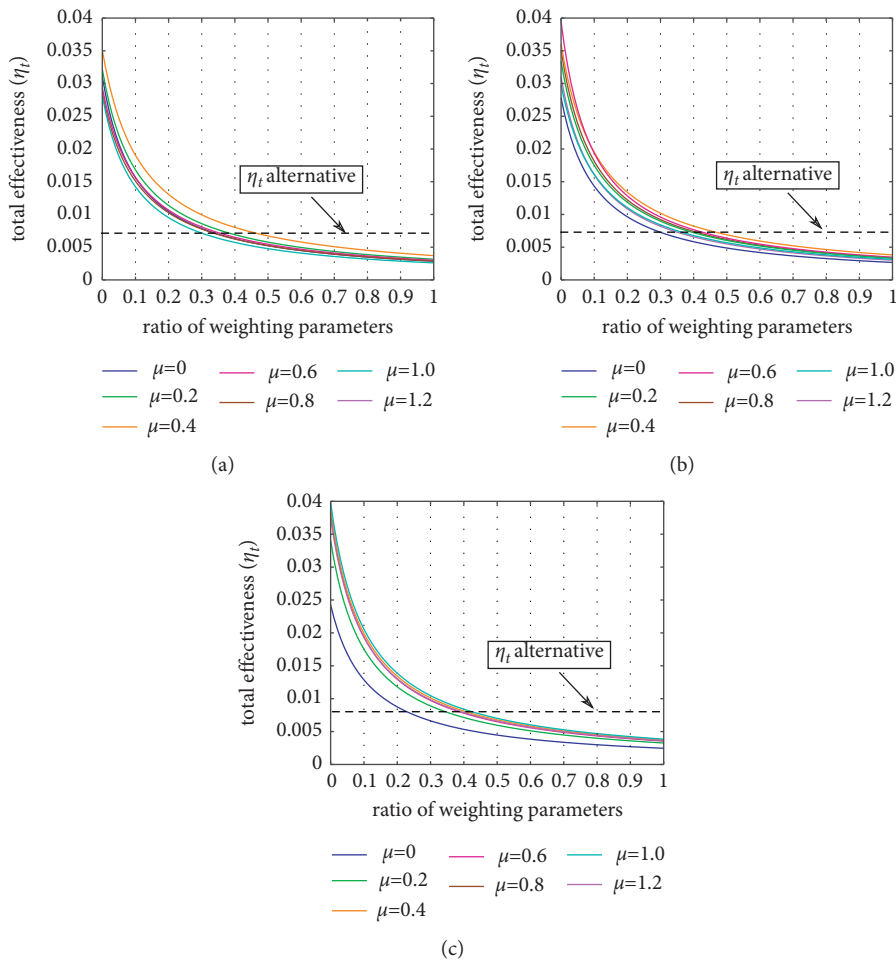 total effectiveness (ηt)
0.04
0.035
0.03
0.025
0.02
0.015
0.01
0.005
0
ηt alternative
0 0.1 0.2 0.3 0.4 0.5 0.6 0.7 0.8 0.9 1
ratio of weighting parameters
μ=0 μ=0.6 μ=1.0
μ=0.2 μ=0.8 μ=1.2
μ=0.4
(a)
total effectiveness (ηt)
0.04
0.035
0.03
0.025
0.02
0.015
0.01
0.005
0
ηt alternative
0 0.1 0.2 0.3 0.4 0.5 0.6 0.7 0.8 0.9 1
ratio of weighting parameters
μ=0 μ=0.6 μ=1.0
μ=0.2 μ=0.8 μ=1.2
μ=0.4
(b)
total effectiveness (ηt)
0.04
0.035
0.03
0.025
0.02
0.015
0.01
0.005
0
ηt alternative
0 0.1 0.2 0.3 0.4 0.5 0.6 0.7 0.8 0.9 1
ratio of weighting parameters
μ=0 μ=0.6 μ=1.0
μ=0.2 μ=0.8 μ=1.2
μ=0.4
(c)